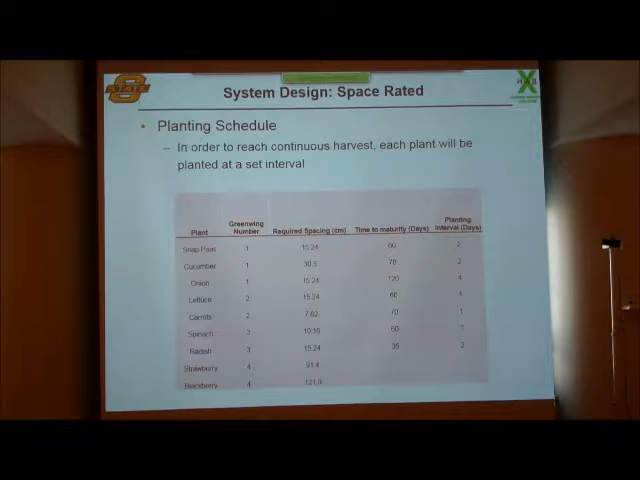 STATE
X
H B
System Design: Space Rated
• Planting Schedule
– In order to reach continuous harvest, each plant will be
planted at a set interval
Plant Greenwing Number Required Spacing (cm) Time to maturity (Days) Planting Interval (Days)
Snap Peas 1 15.24 60 2
Cucumber 1 30.5 70 2
Onion 1 15.24 120 4
Lettuce 2 15.24 60 1
Carrots 2 7.62 70 1
Spinach 3 10.16 60
Radish 3 15.24 35 2
Strawberry 4 91.4
Blackberry 4 121.9